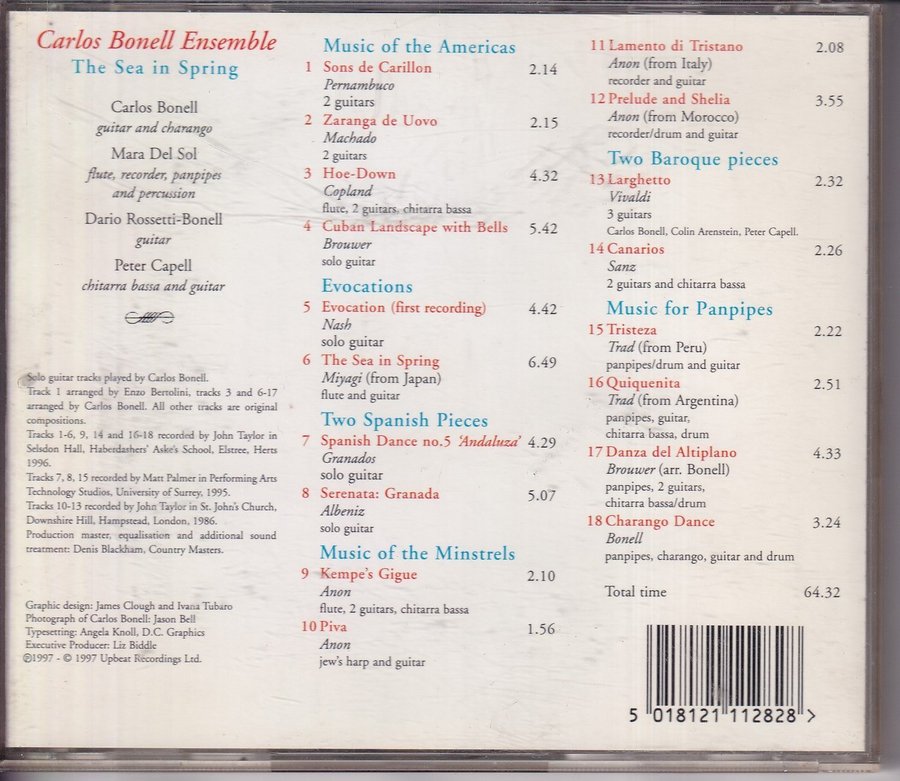 Carlos Bonell Ensemble
The Sea in Spring
Carlos Bonell
guitar and charango
Mara Del Sol
flute, recorder, panpipes
and percussion
Dario Rossetti-Bonell
guitar
Peter Capell
chitarra bassa and guitar
Solo guitar tracks played by Carlos Bonell.
Track 1 arranged by Enzo Bertolini, tracks 3 and 6-17
arranged by Carlos Bonell. All other tracks are original
compositions.
Tracks 1-6, 9, 14 and 16-18 recorded by John Taylor in
Selsdon Hall, Haberdashers' Aske's School, Elstree, Herts
1996.
Tracks 7, 8, 15 recorded by Matt Palmer in Performing Arts
Technology Studios, University of Surrey, 1995.
Tracks 10-13 recorded by John Taylor in St. John's Church,
Downshire Hill, Hampstead, London, 1986.
Production master, equalisation and additional sound
treatment: Denis Blackham, Country Masters.
Graphic design: James Clough and Ivana Tubaro
Photograph of Carlos Bonell: Jason Bell
Typesetting: Angela Knoll, D.C. Graphics
Executive Producer: Liz Biddle
℗1997 - © 1997 Upbeat Recordings Ltd.
Music of the Americas
1 Sons de Carillon 2.14
Pernambuco
2 guitars
2 Zaranga de Uovo 2.15
Machado
2 guitars
3 Hoe-Down 4.32
Copland
flute, 2 guitars, chitarra bassa
4 Cuban Landscape with Bells 5.42
Brouwer
solo guitar
Evocations
5 Evocation (first recording) 4.42
Nash
solo guitar
6 The Sea in Spring 6.49
Miyagi (from Japan)
flute and guitar
Two Spanish Pieces
7 Spanish Dance no.5 'Andaluza' 4.29
Granados
solo guitar
8 Serenata: Granada 5.07
Albeniz
solo guitar
Music of the Minstrels
9 Kempe's Gigue 2.10
Anon
flute, 2 guitars, chitarra bassa
10 Piva 1.56
Anon
jew's harp and guitar
11 Lamento di Tristano 2.08
Anon (from Italy)
recorder and guitar
12 Prelude and Shelia 3.55
Anon (from Morocco)
recorder/drum and guitar
Two Baroque pieces
13 Larghetto 2.32
Vivaldi
3 guitars
Carlos Bonell, Colin Arenstein, Peter Capell.
14 Canarios 2.26
Sanz
2 guitars and chitarra bassa
Music for Panpipes
15 Tristeza 2.22
Trad (from Peru)
panpipes/drum and guitar
16 Quiquenita 2.51
Trad (from Argentina)
panpipes, guitar,
chitarra bassa, drum
17 Danza del Altiplano 4.33
Brouwer (arr. Bonell)
panpipes, 2 guitars,
chitarra bassa/drum
18 Charango Dance 3.24
Bonell
panpipes, charango, guitar and drum
Total time 64.32
5 018121 112828 >